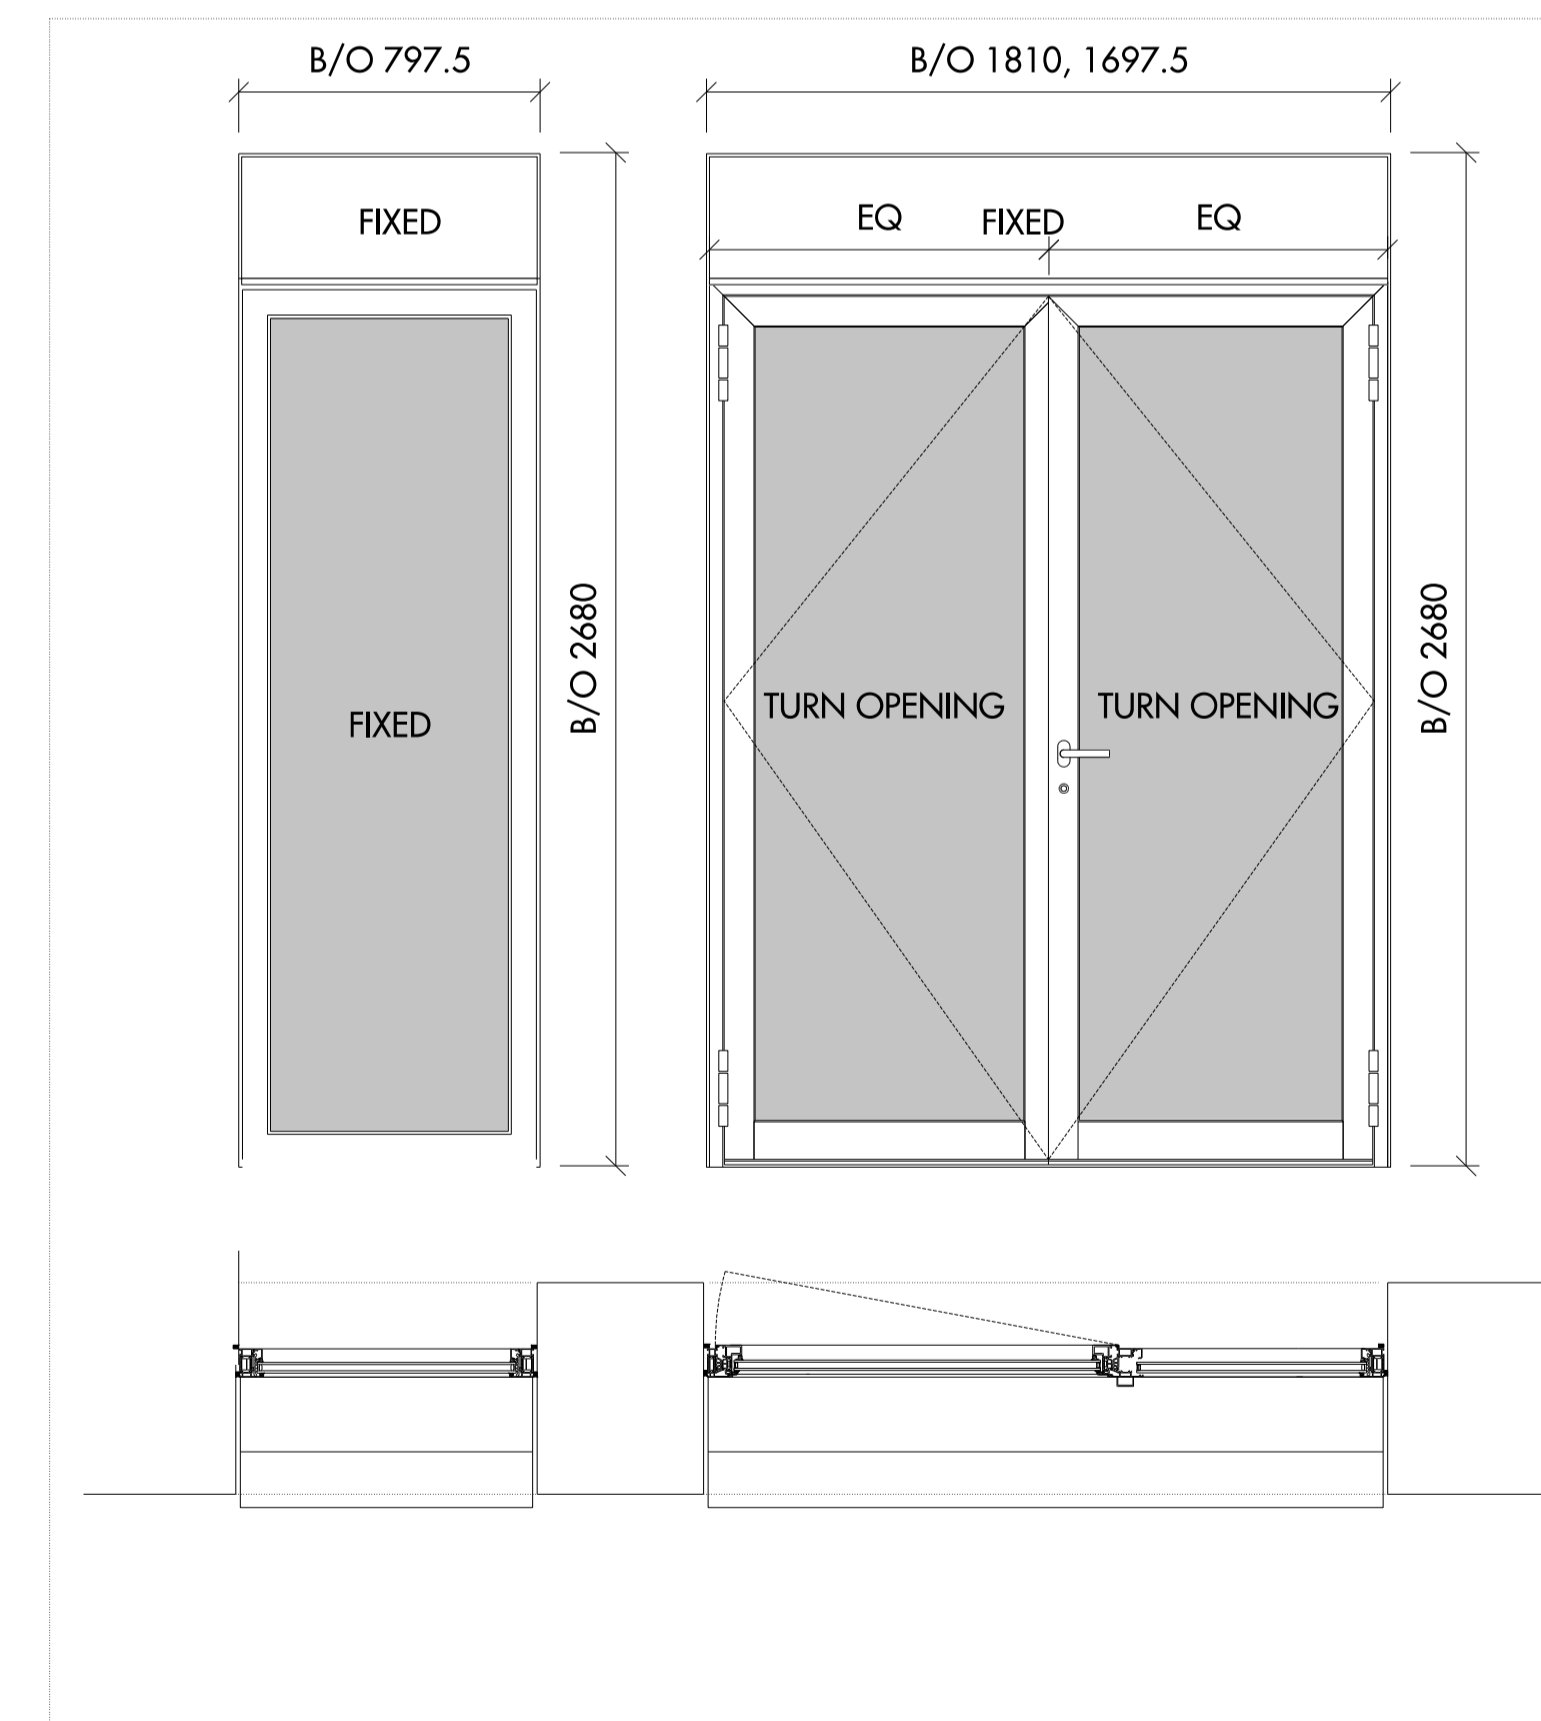 B/O 797.5
B/O 1810, 1697.5
FIXED
EQ
FIXED
EQ
B/O 2680
B/O 2680
FIXED
TURN OPENING
TURN OPENING